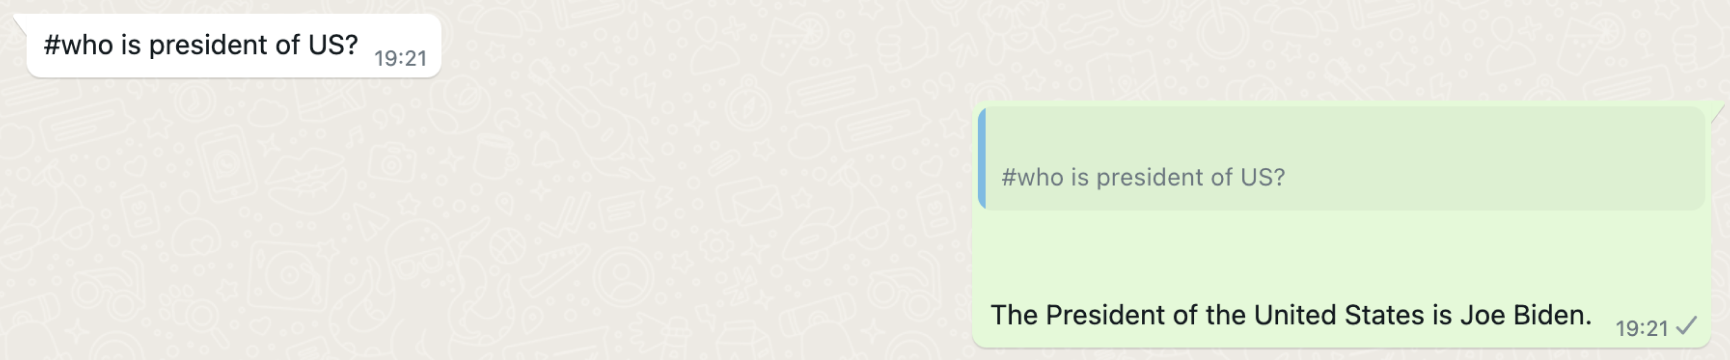 #who is president of US? 19:21
#who is president of US?
The President of the United States is Joe Biden. 19:21